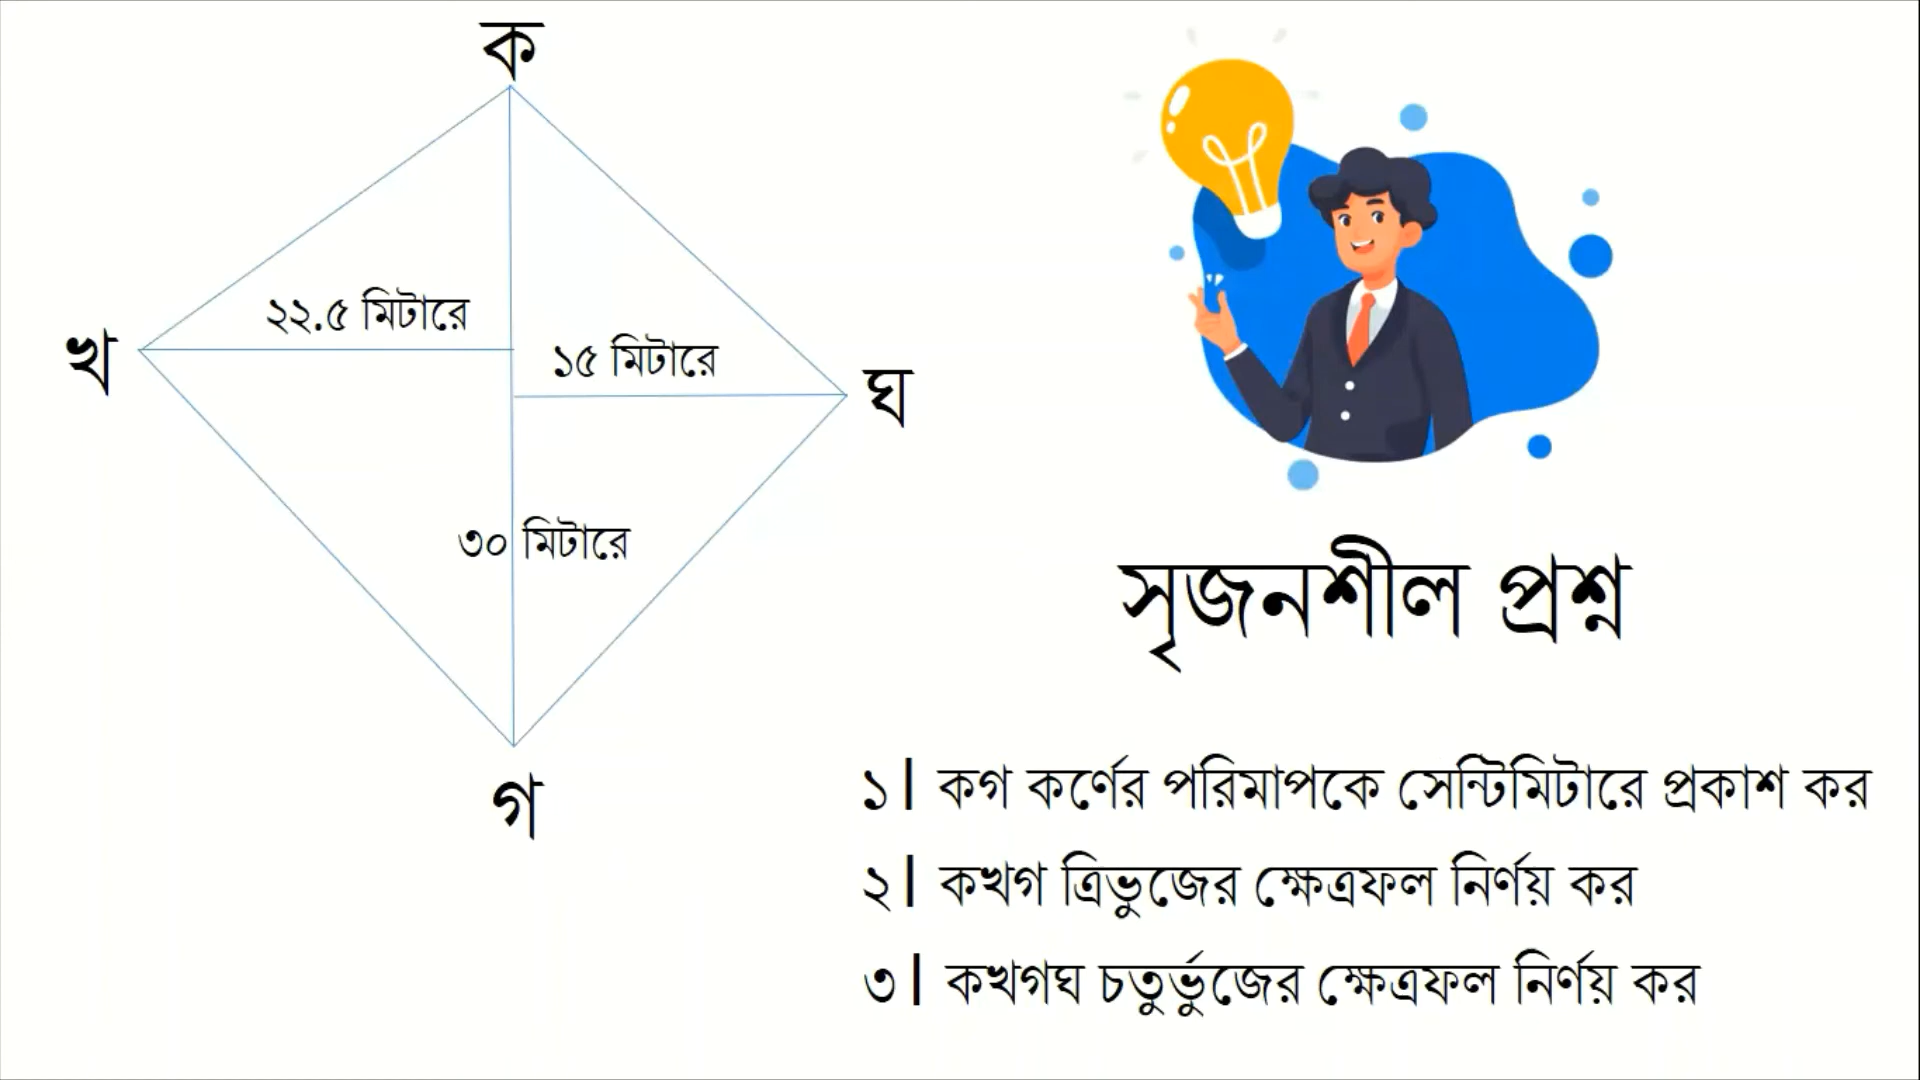 ক
২২.৫ মিটারে
খ
১৫ মিটারে
ঘ
৩০ মিটারে
গ
সৃজনশীল প্রশ্ন
১। কগ কর্ণের পরিমাপকে সেন্টিমিটারে প্রকাশ কর
২। কখগ ত্রিভুজের ক্ষেত্রফল নির্ণয় কর
৩। কখগঘ চতুর্ভুজের ক্ষেত্রফল নির্ণয় কর